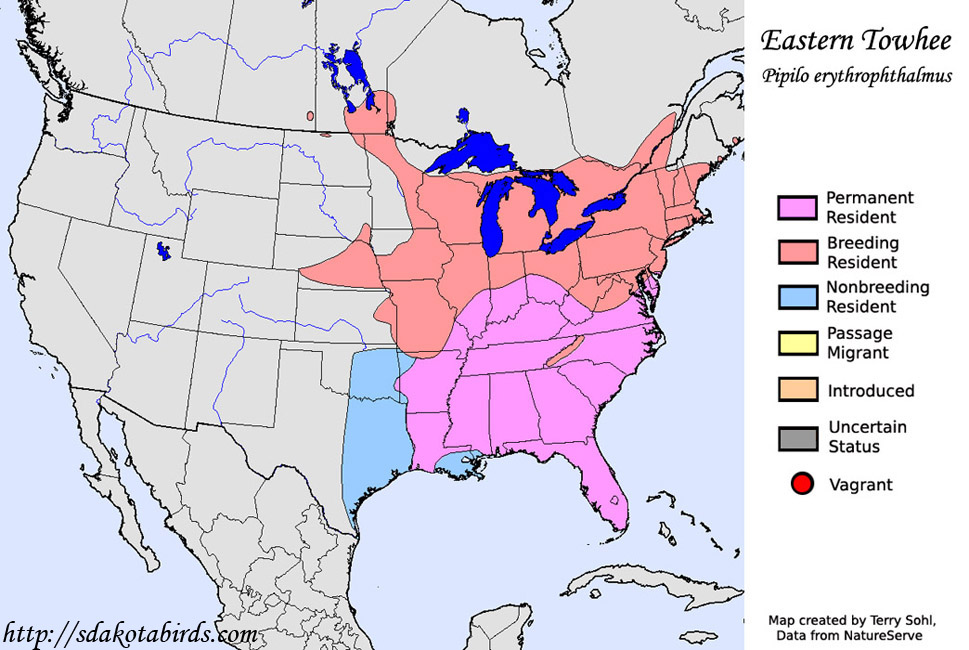 Eastern Towhee
Pipilo erythrophthalmus
Permanent
Resident
Breeding
Resident
Nonbreeding
Resident
Passage
Migrant
Introduced
Uncertain
Status
Vagrant
http://sdakotabirds.com
Map created by Terry Sohl,
Data from NatureServe